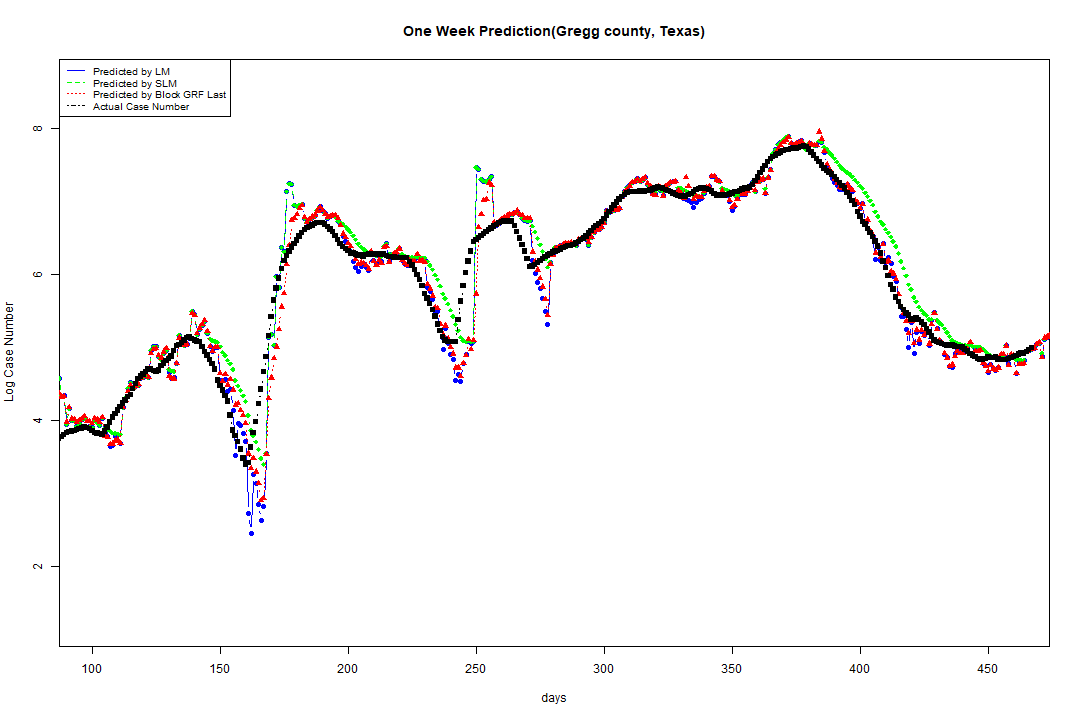 One Week Prediction(Gregg county, Texas)
Predicted by LM
Predicted by SLM
Predicted by Block GRF Last
Actual Case Number
8
6
4
2
Log Case Number
100 150 200 250 300 350 400 450
days